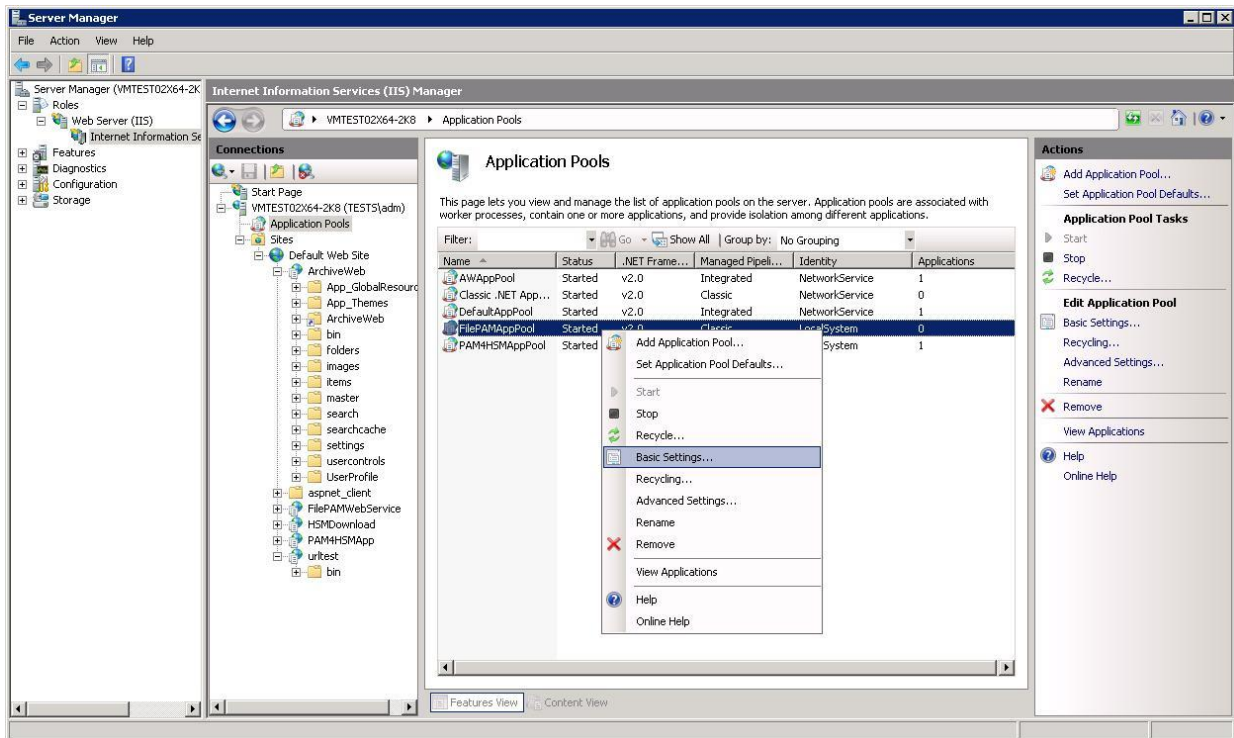 Server Manager
File Action View Help
Server Manager (VMTEST02X64-2K
Roles
Web Server (IIS)
Internet Information Se
Features
Diagnostics
Configuration
Storage
Internet Information Services (IIS) Manager
VMTEST02X64-2K8 Application Pools
Connections
Start Page
VMTEST02X64-2K8 (TESTS\adm)
Application Pools
Sites
Default Web Site
ArchiveWeb
App_GlobalResourc
App_Themes
ArchiveWeb
bin
folders
images
items
master
search
searchcache
settings
usercontrols
UserProfile
aspnet_client
FilePAMWebService
HSMDownload
PAM4HSMApp
urltest
bin
Application Pools
This page lets you view and manage the list of application pools on the server. Application pools are associated with
worker processes, contain one or more applications, and provide isolation among different applications.
Filter: Go Show All Group by: No Grouping
Name Status .NET Frame... Managed Pipeli... Identity Applications
AWAppPool Started v2.0 Integrated NetworkService 1
Classic .NET App... Started v2.0 Classic NetworkService 0
DefaultAppPool Started v2.0 Integrated NetworkService 1
FilePAMAppPool Started v2.0 Classic LocalSystem 0
PAM4HSMAppPool Started System 1
Add Application Pool...
Set Application Pool Defaults...
Start
Stop
Recycle...
Basic Settings...
Recycling...
Advanced Settings...
Rename
Remove
View Applications
Help
Online Help
Features View Content View
Actions
Add Application Pool...
Set Application Pool Defaults...
Application Pool Tasks
Start
Stop
Recycle...
Edit Application Pool
Basic Settings...
Recycling...
Advanced Settings...
Rename
Remove
View Applications
Help
Online Help